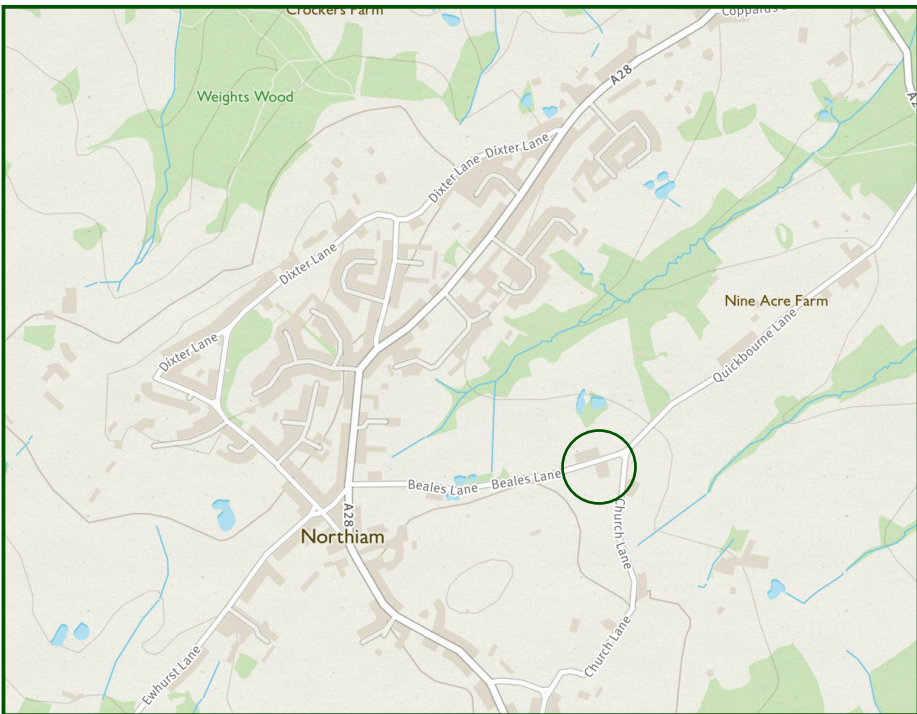 Crockers Farm
Coppards
A28
Weights Wood
Dixter Lane
Dixter Lane
Dixter Lane
Nine Acre Farm
Dixter Lane
Quickbourne Lane
Beales Lane
Beales Lane
A28
Northiam
Church Lane
Church Lane
Ewhurst Lane